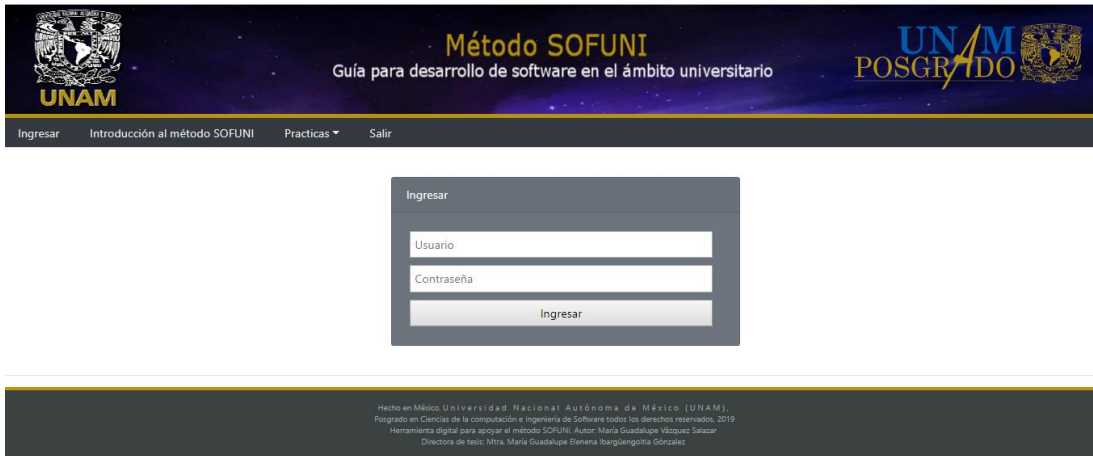 UNAM
Método SOFUNI
Guía para desarrollo de software en el ámbito universitario
UNAM
POSGRADO
Ingresar Introducción al método SOFUNI Practicas Salir
Ingresar
Usuario
Contraseña
Ingresar
Hecho en México, Universidad Nacional Autónoma de México (UNAM),
Posgrado en Ciencias de la computación e Ingeniería de Software todos los derechos reservados, 2019
Herramienta digital para apoyar el método SOFUNI, Autor: María Guadalupe Vázquez Salazar
Directora de tesis: Mtra. María Guadalupe Elenena Ibargüengoitia Gónzalez